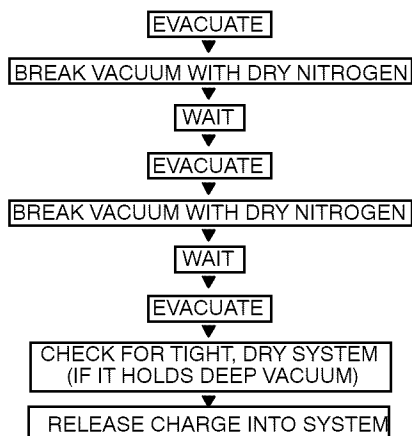 EVACUATE
BREAK VACUUM WITH DRY NITROGEN
WAIT
EVACUATE
BREAK VACUUM WITH DRY NITROGEN
WAIT
EVACUATE
CHECK FOR TIGHT, DRY SYSTEM
(IF IT HOLDS DEEP VACUUM)
RELEASE CHARGE INTO SYSTEM